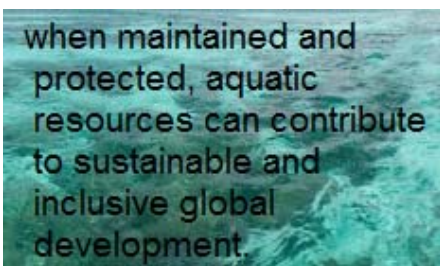 when maintained and
protected, aquatic
resources can contribute
to sustainable and
inclusive global
development.